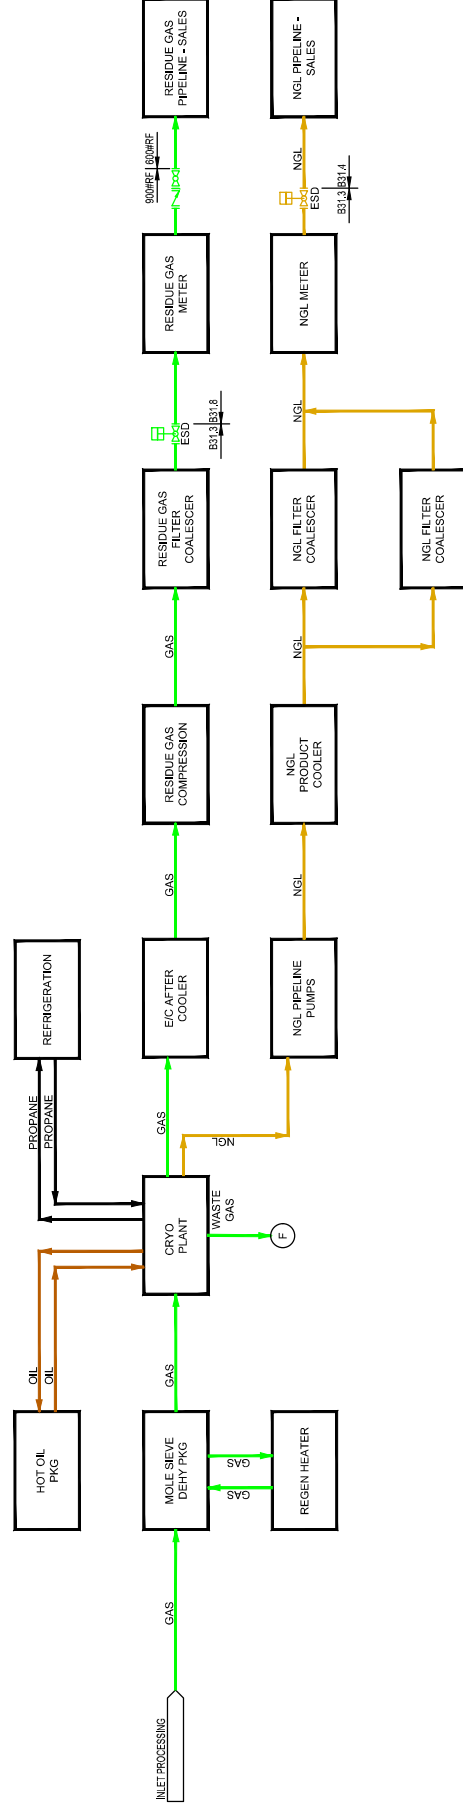 INLET PROCESSING
GAS
MOLE SIEVE
DEHY PKG
GAS
GAS
REGEN HEATER
HOT OIL
PKG
OIL
OIL
GAS
CRYO
PLANT
WASTE
GAS
F
PROPANE
PROPANE
REFRIGERATION
GAS
NGL
E/C AFTER
COOLER
GAS
RESIDUE GAS
COMPRESSION
GAS
RESIDUE GAS
FILTER
COALESCER
ESD
B31.3
B31.8
RESIDUE GAS
METER
900#RF
600#RF
RESIDUE GAS
PIPELINE - SALES
NGL PIPELINE
PUMPS
NGL
NGL
PRODUCT
COOLER
NGL
NGL FILTER
COALESCER
NGL FILTER
COALESCER
NGL
NGL METER
ESD
B31.3
B31.4
NGL
NGL PIPELINE -
SALES